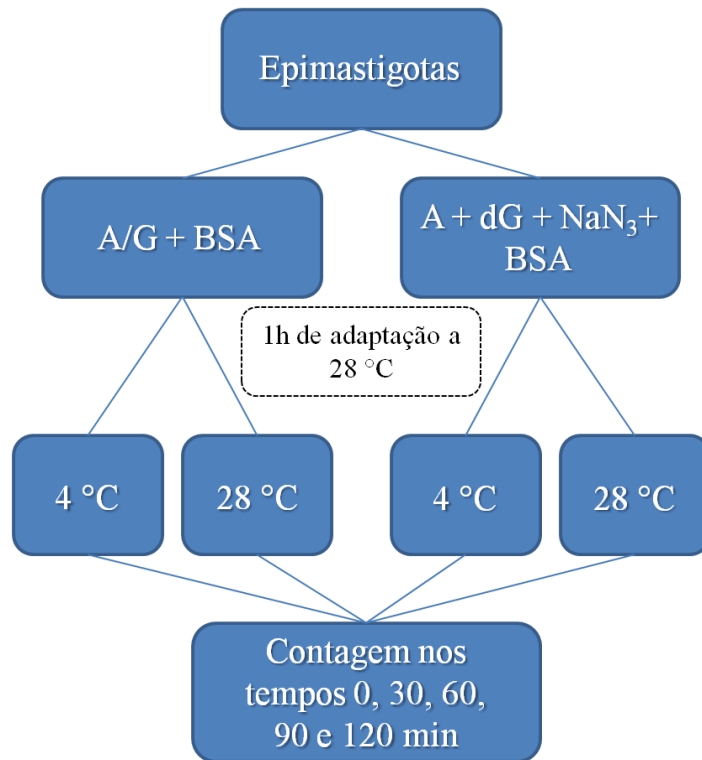 Epimastigotas
A/G + BSA
A + dG + NaN₃+
BSA
1h de adaptação a
28 °C
4 °C
28 °C
4 °C
28 °C
Contagem nos
tempos 0, 30, 60,
90 e 120 min